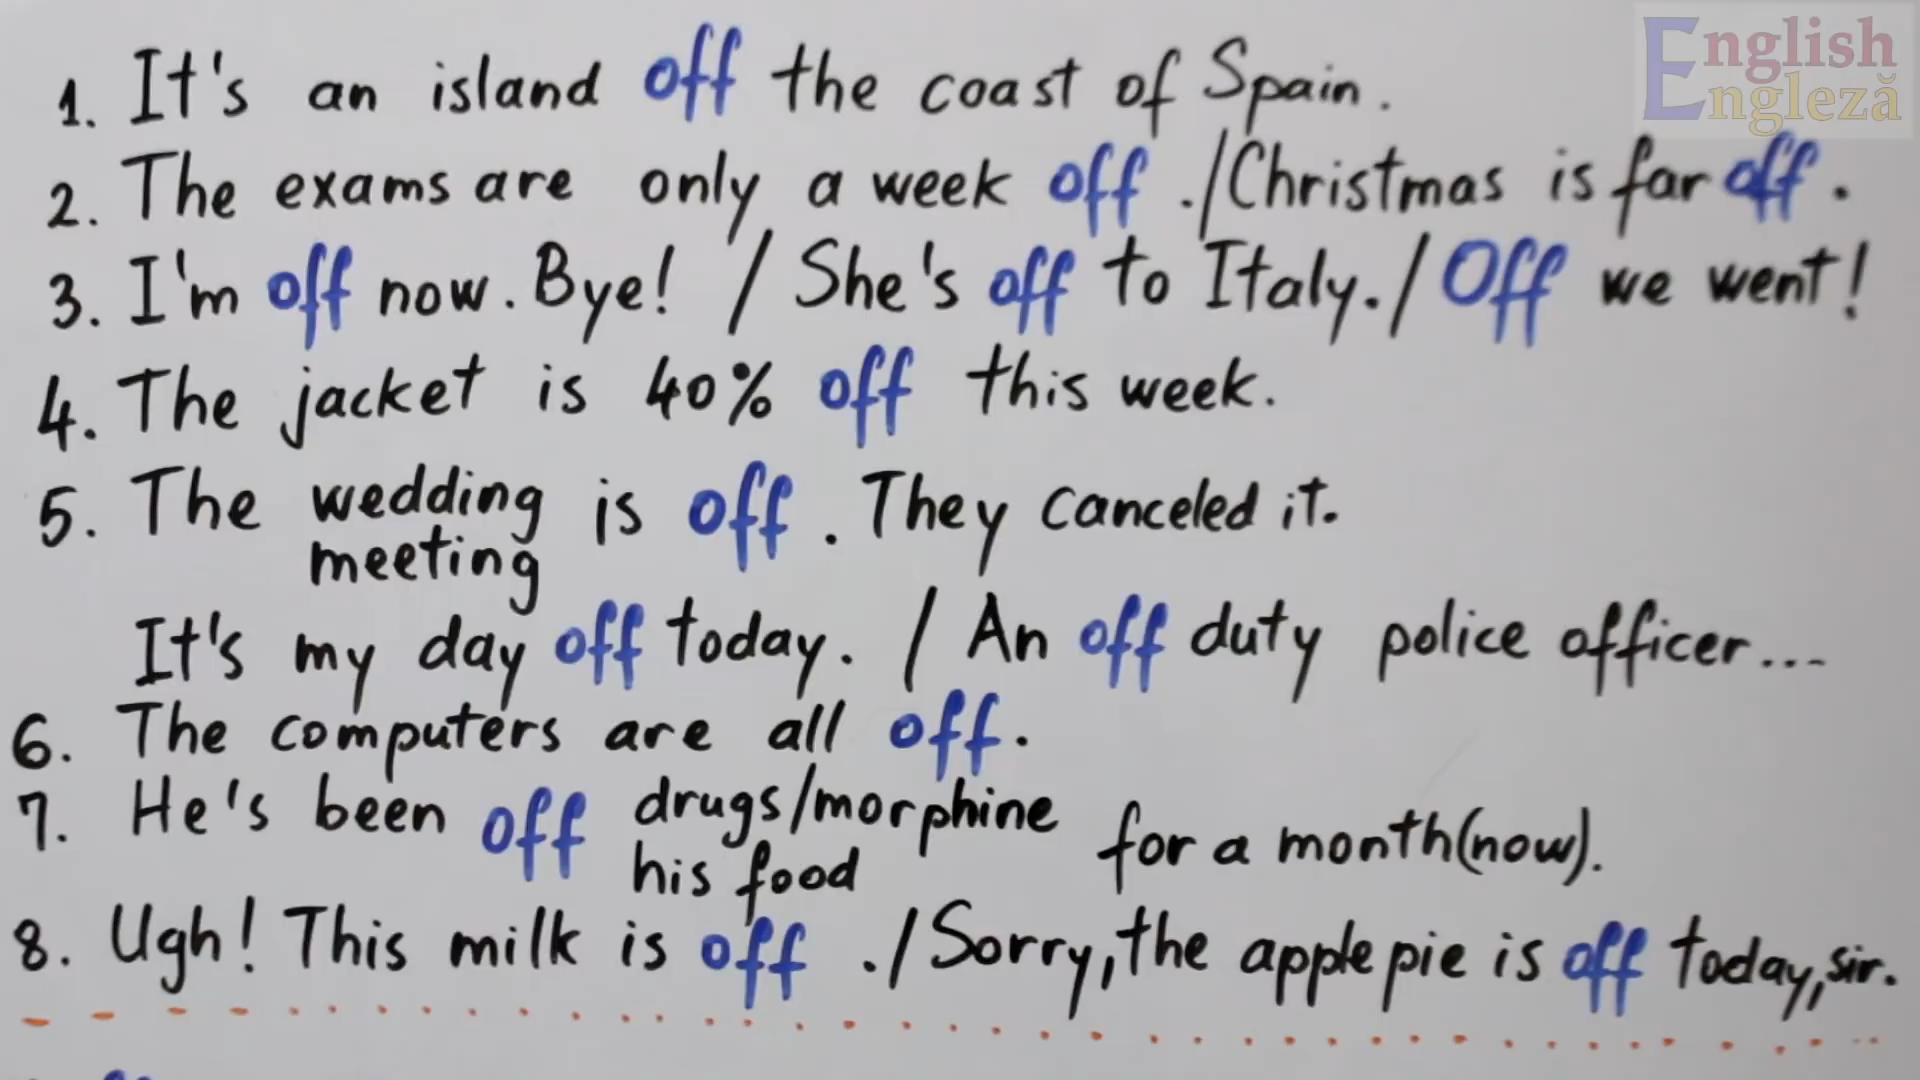 English
Engleză
1. It's an island off the coast of Spain.
2. The exams are only a week off ./Christmas is far off.
3. I'm off now. Bye! / She's off to Italy./ Off we went!
4. The jacket is 40% off this week.
5. The wedding is off. They canceled it.
meeting
It's my day off today. / An off duty police officer...
6. The computers are all off.
7. He's been off drugs/morphine for a month(now).
his food
8. Ugh! This milk is off ./Sorry, the apple pie is off today, sir.